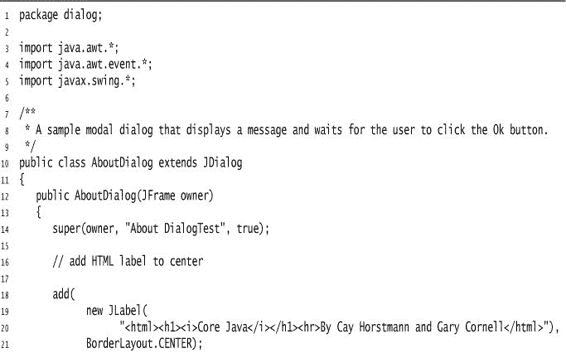 1 package dialog;
2
3 import java.awt.*;
4 import java.awt.event.*;
5 import javax.swing.*;
6
7 /**
8  * A sample modal dialog that displays a message and waits for the user to click the Ok button.
9  */
10 public class AboutDialog extends JDialog
11 {
12    public AboutDialog(JFrame owner)
13    {
14       super(owner, "About DialogTest", true);
15
16       // add HTML label to center
17
18       add(
19             new JLabel(
20                   "<html><h1><i>Core Java</i></h1><hr>By Cay Horstmann and Gary Cornell</html>"),
21             BorderLayout.CENTER);